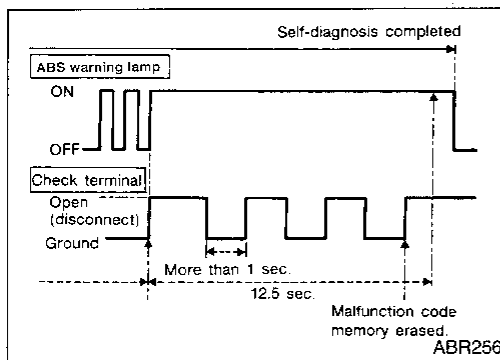 Self-diagnosis completed
ABS warning lamp
ON
OFF
Check terminal
Open
(disconnect)
Ground
More than 1 sec.
12.5 sec.
Malfunction code
memory erased.
ABR256